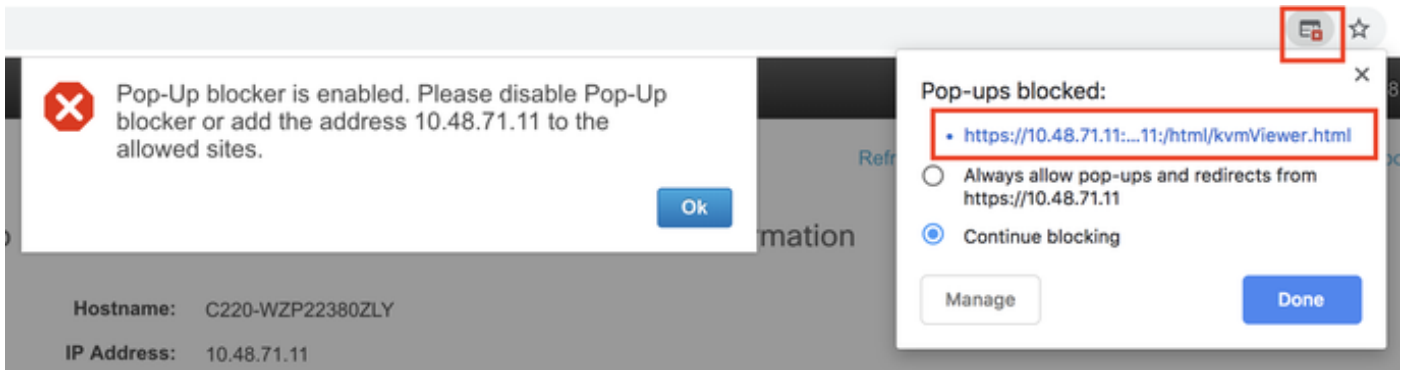 Pop-Up blocker is enabled. Please disable Pop-Up
blocker or add the address 10.48.71.11 to the
allowed sites.
Ok
Pop-ups blocked:
• https://10.48.71.11:...11:/html/kvmViewer.html
Always allow pop-ups and redirects from
https://10.48.71.11
Continue blocking
Manage
Done
Refr
mation
Hostname: C220-WZP22380ZLY
IP Address: 10.48.71.11